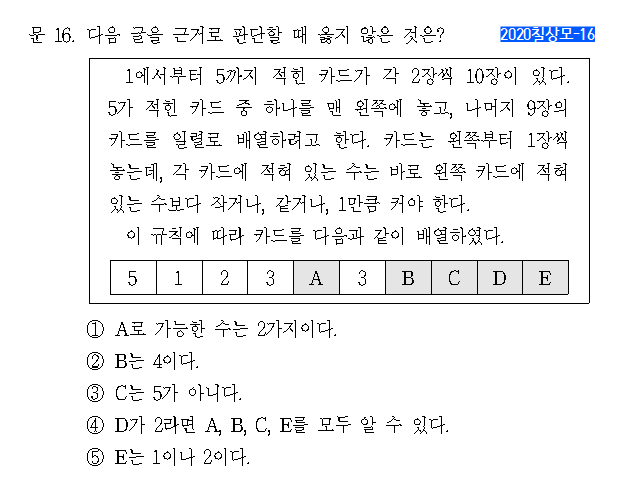 문 16. 다음 글을 근거로 판단할 때 옳지 않은 것은?
2020침상모-16
1에서부터 5까지 적힌 카드가 각 2장씩 10장이 있다.
5가 적힌 카드 중 하나를 맨 왼쪽에 놓고, 나머지 9장의
카드를 일렬로 배열하려고 한다. 카드는 왼쪽부터 1장씩
놓는데, 각 카드에 적혀 있는 수는 바로 왼쪽 카드에 적혀
있는 수보다 작거나, 같거나, 1만큼 커야 한다.
이 규칙에 따라 카드를 다음과 같이 배열하였다.
5 1 2 3 A 3 B C D E
① A로 가능한 수는 2가지이다.
② B는 4이다.
③ C는 5가 아니다.
④ D가 2라면 A, B, C, E를 모두 알 수 있다.
⑤ E는 1이나 2이다.